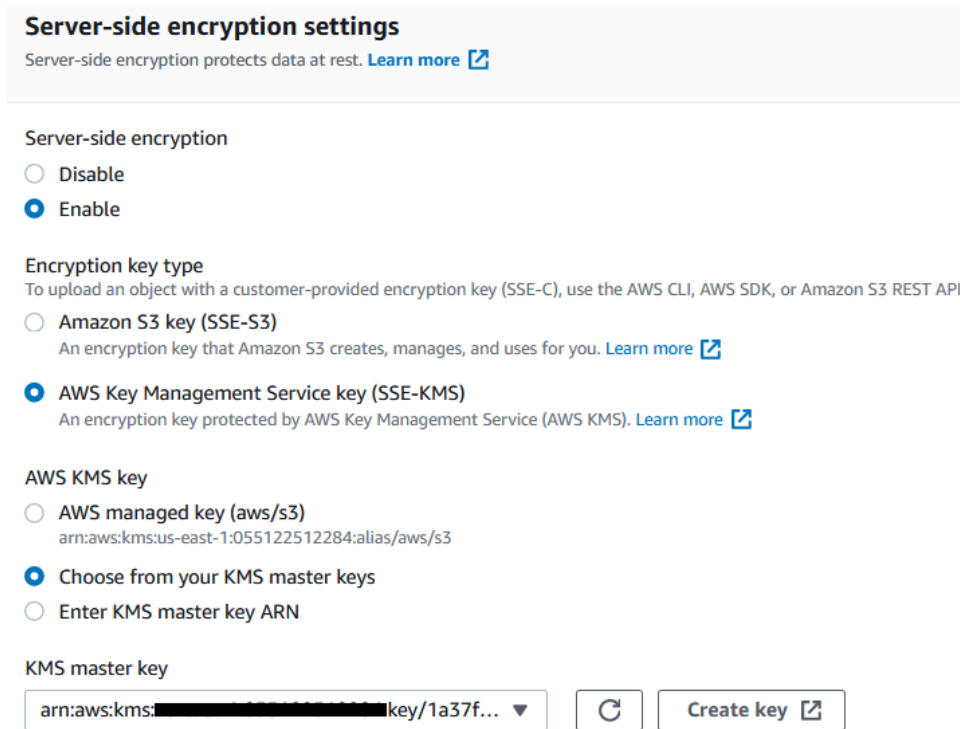 Server-side encryption settings
Server-side encryption protects data at rest. Learn more
Server-side encryption
Disable
Enable
Encryption key type
To upload an object with a customer-provided encryption key (SSE-C), use the AWS CLI, AWS SDK, or Amazon S3 REST API
Amazon S3 key (SSE-S3)
An encryption key that Amazon S3 creates, manages, and uses for you. Learn more
AWS Key Management Service key (SSE-KMS)
An encryption key protected by AWS Key Management Service (AWS KMS). Learn more
AWS KMS key
AWS managed key (aws/s3)
arn:aws:kms:us-east-1:055122512284:alias/aws/s3
Choose from your KMS master keys
Enter KMS master key ARN
KMS master key
arn:aws:kms: key/1a37f...
Create key